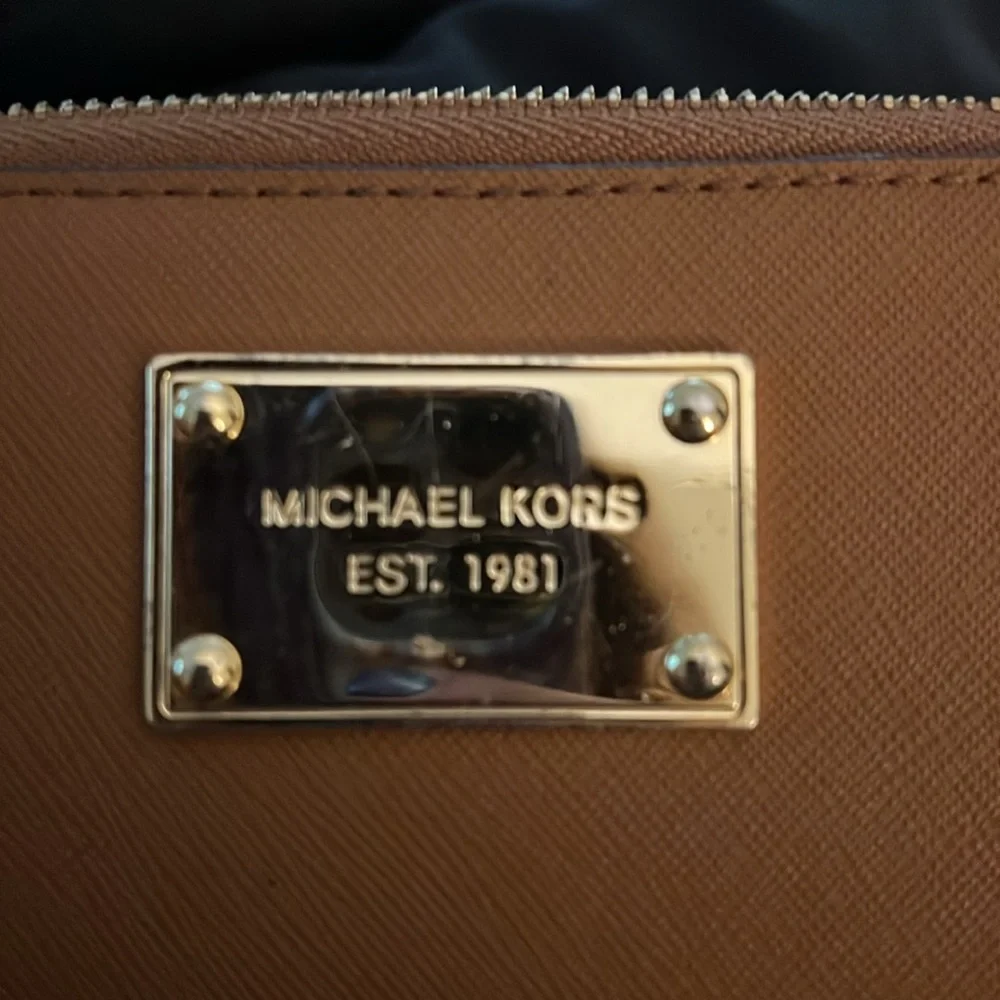 MICHAEL KORS
EST. 1981